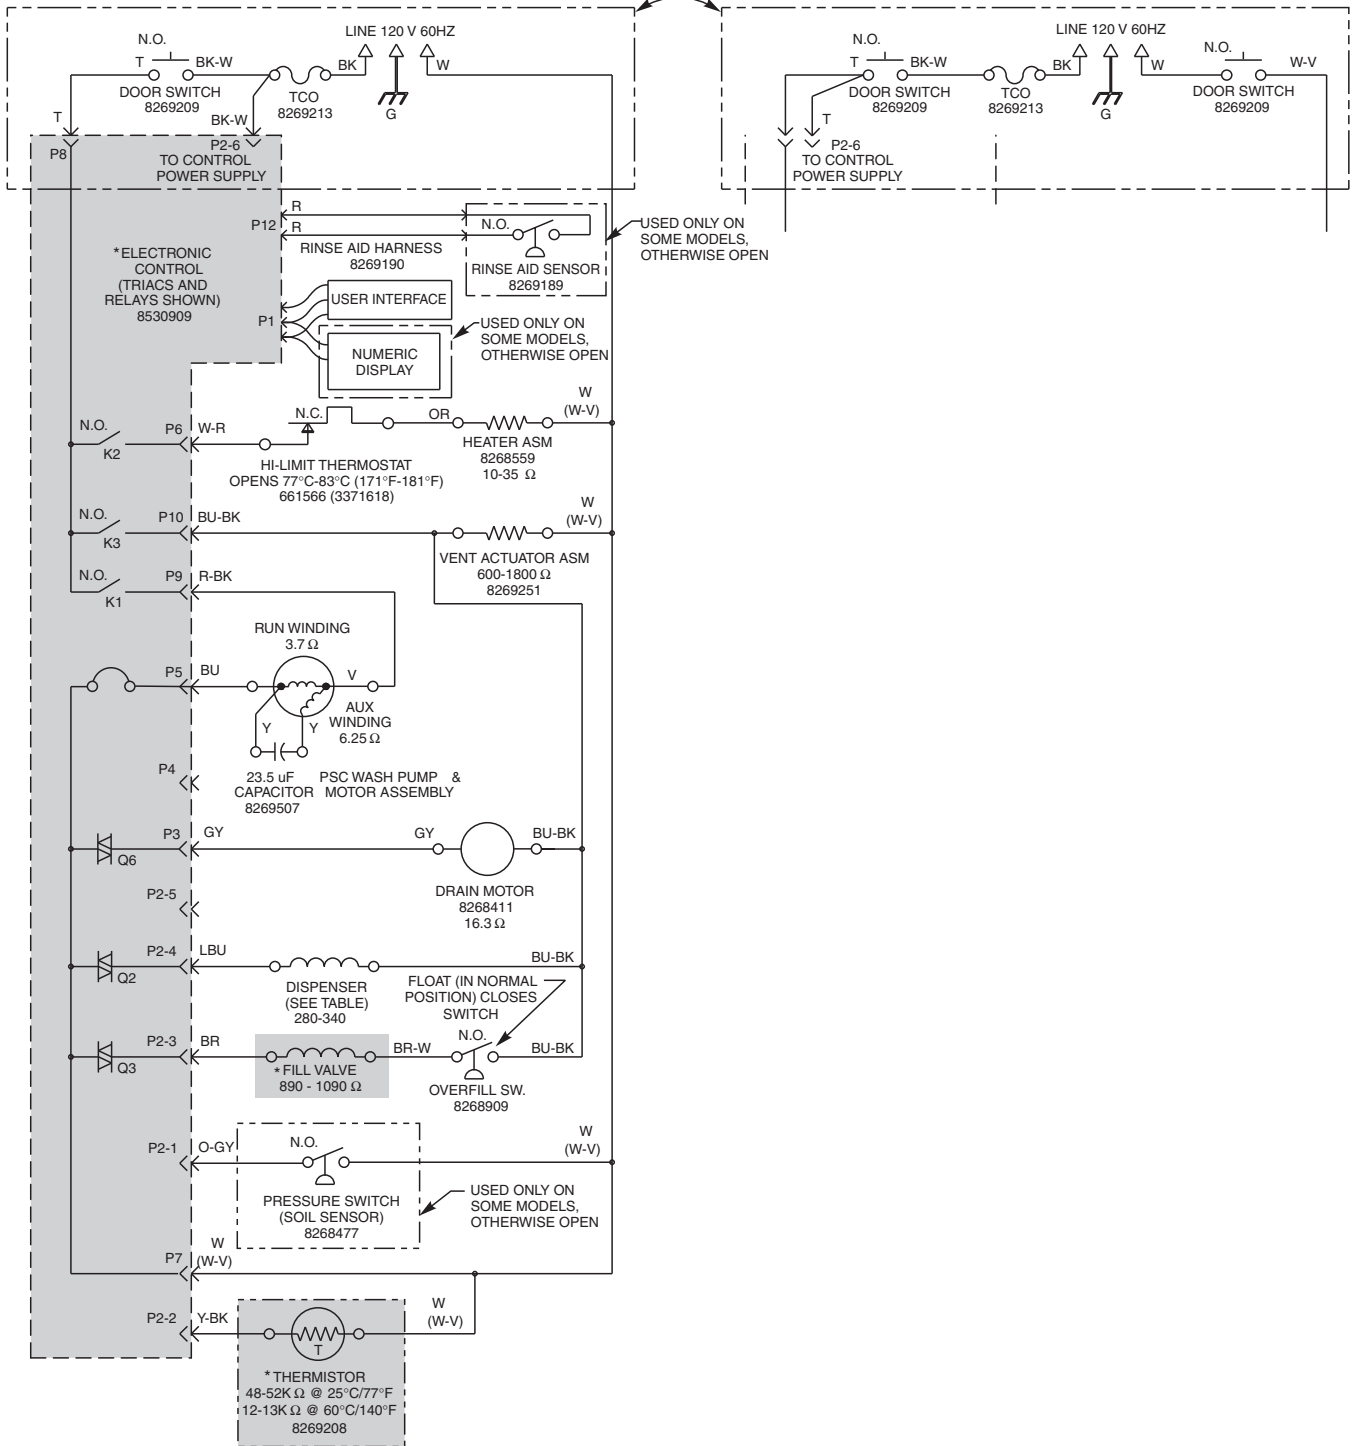 LINE 120 V 60HZ
N.O.
T
BK-W
BK
W
DOOR SWITCH
8269209
TCO
8269213
G
T
BK-W
P8
P2-6
TO CONTROL
POWER SUPPLY
LINE 120 V 60HZ
N.O.
T
BK-W
BK
W
N.O.
W-V
DOOR SWITCH
8269209
TCO
8269213
G
DOOR SWITCH
8269209
T
P2-6
TO CONTROL
POWER SUPPLY
*ELECTRONIC
CONTROL
(TRIACS AND
RELAYS SHOWN)
8530909
P12
R
R
RINSE AID HARNESS
8269190
N.O.
RINSE AID SENSOR
8269189
USED ONLY ON
SOME MODELS,
OTHERWISE OPEN
P1
USER INTERFACE
NUMERIC
DISPLAY
USED ONLY ON
SOME MODELS,
OTHERWISE OPEN
N.O.
K2
P6
W-R
N.C.
OR
W
(W-V)
HI-LIMIT THERMOSTAT
OPENS 77°C-83°C (171°F-181°F)
661566 (3371618)
HEATER ASM
8268559
10-35 Ω
N.O.
K3
P10
BU-BK
W
(W-V)
VENT ACTUATOR ASM
600-1800 Ω
8269251
N.O.
K1
P9
R-BK
RUN WINDING
3.7 Ω
P5
BU
V
AUX
WINDING
6.25 Ω
Y
Y
23.5 uF
CAPACITOR
8269507
PSC WASH PUMP &
MOTOR ASSEMBLY
P4
P3
GY
Q6
GY
BU-BK
DRAIN MOTOR
8268411
16.3 Ω
P2-5
P2-4
LBU
Q2
BU-BK
DISPENSER
(SEE TABLE)
280-340
FLOAT (IN NORMAL
POSITION) CLOSES
SWITCH
P2-3
BR
Q3
*FILL VALVE
890 - 1090 Ω
BR-W
N.O.
BU-BK
OVERFILL SW.
8268909
P2-1
O-GY
N.O.
W
(W-V)
PRESSURE SWITCH
(SOIL SENSOR)
8268477
USED ONLY ON
SOME MODELS,
OTHERWISE OPEN
P7
W
(W-V)
P2-2
Y-BK
T
W
(W-V)
*THERMISTOR
48-52K Ω @ 25°C/77°F
12-13K Ω @ 60°C/140°F
8269208